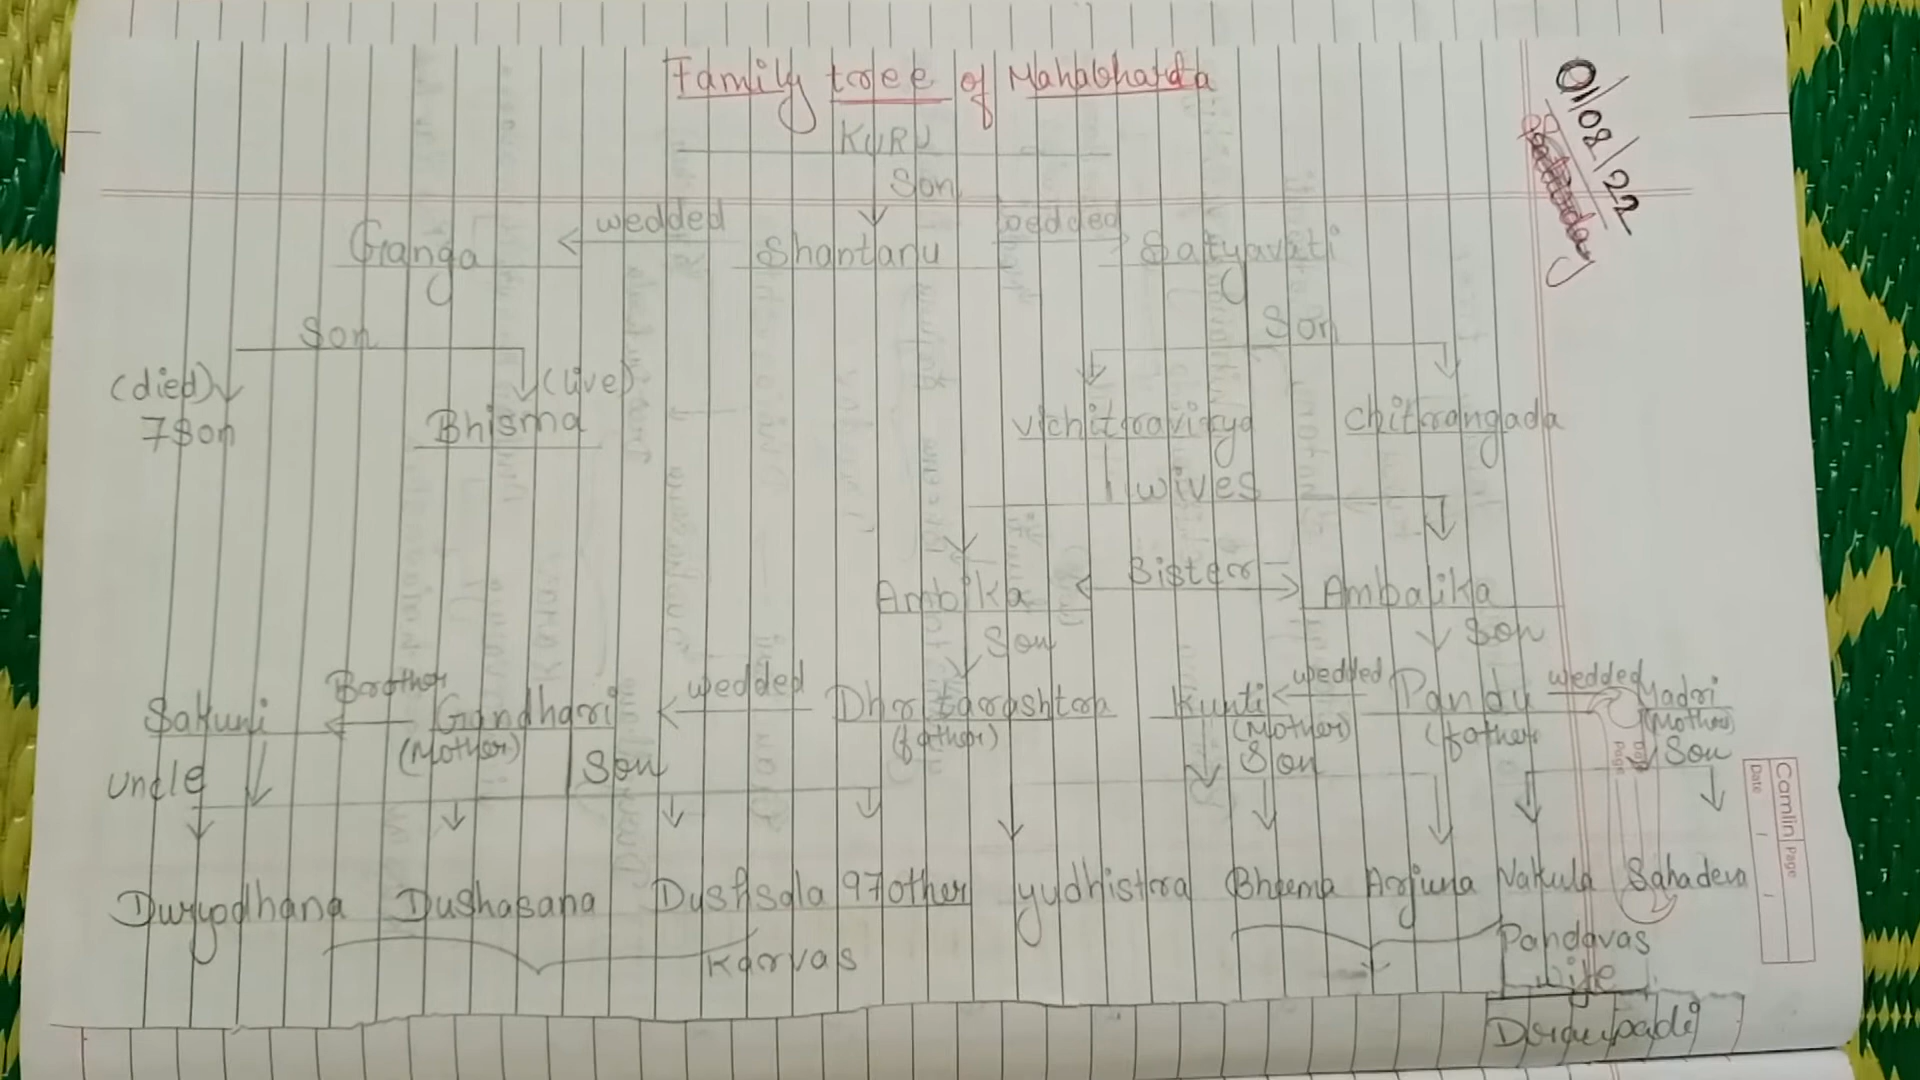 Family tree of Mahabharta
01/08/22
KURU
Son
Ganga wedded Shantanu wedded Satyavati
Son Son
(died) (live)
7 Son Bhisma vichitravirya chitrangada
wives
Ambika Sister Ambalika
Son Son
Sakuni Brother Gandhari wedded Dhritarashtra Kunti wedded Pandu wedded Madri
(Mother) (father) (Mother) (father (Mother)
Uncle Son Son Son
Duryodhana Dushasana Dushsala 97 other yudhistra Bheema Arjuna Nakula Sahadeva
Karvas Pandavas
wife
Draupadi
Camlin Page
Date
Date
Page